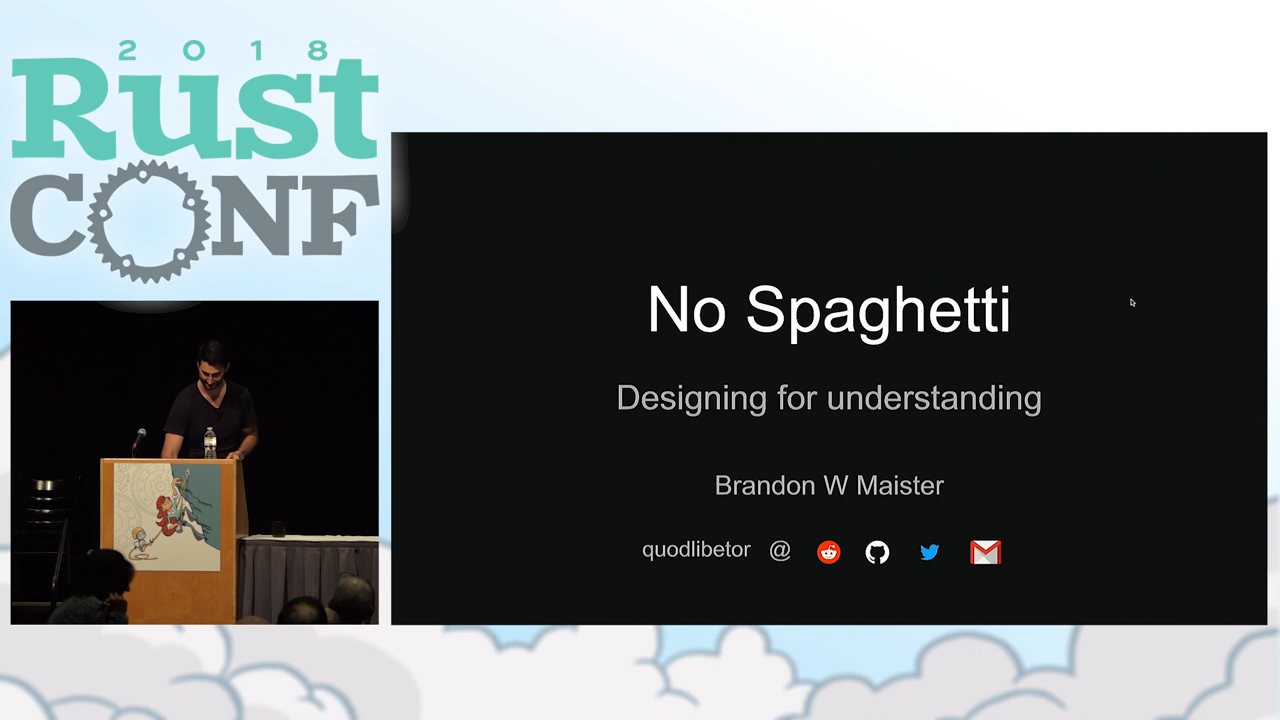 2018
Rust
CONF
No Spaghetti
Designing for understanding
Brandon W Maister
quodlibetor @